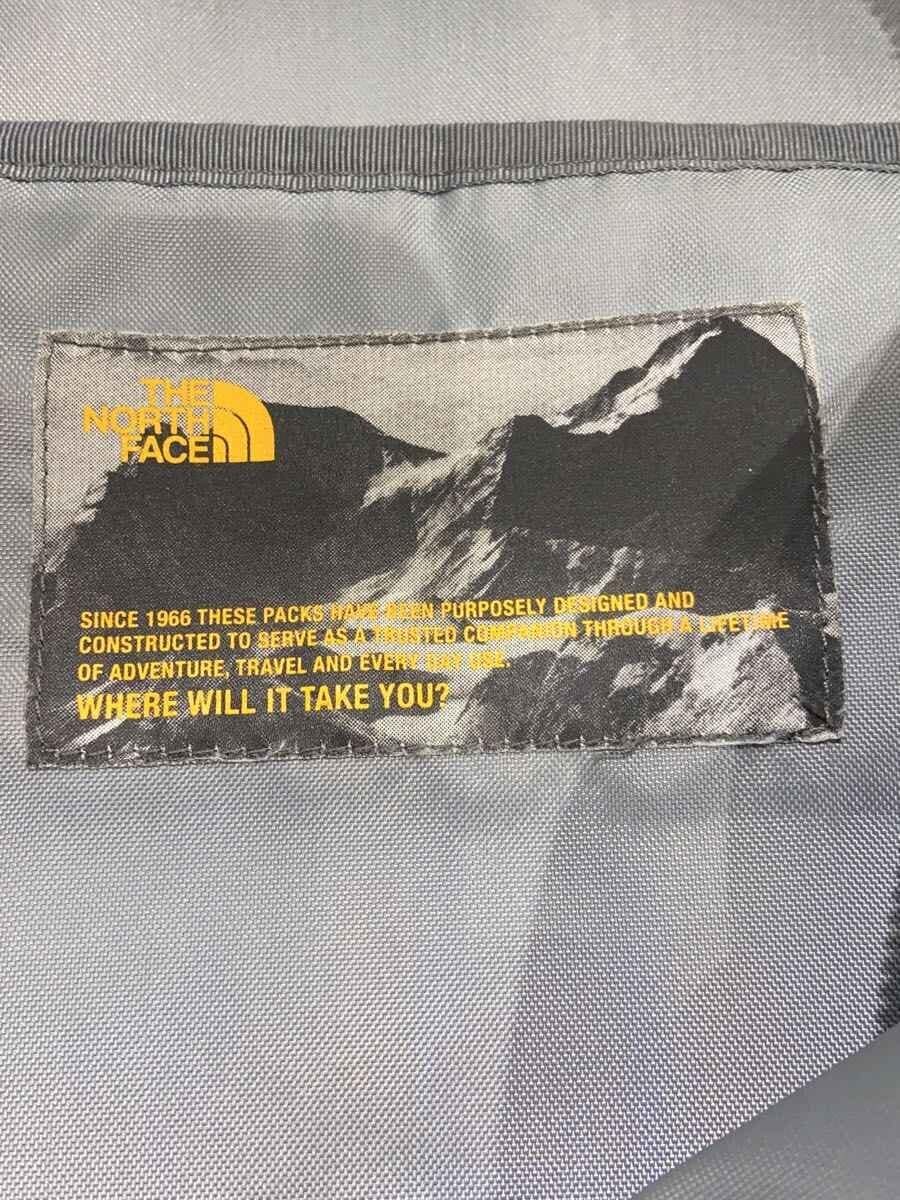 THE
NORTH
FACE
SINCE 1966 THESE PACKS HAVE BEEN PURPOSELY DESIGNED AND
CONSTRUCTED TO SERVE AS A TRUSTED COMPANION THROUGH A LIFETIME
OF ADVENTURE, TRAVEL AND EVERY DAY USE.
WHERE WILL IT TAKE YOU?